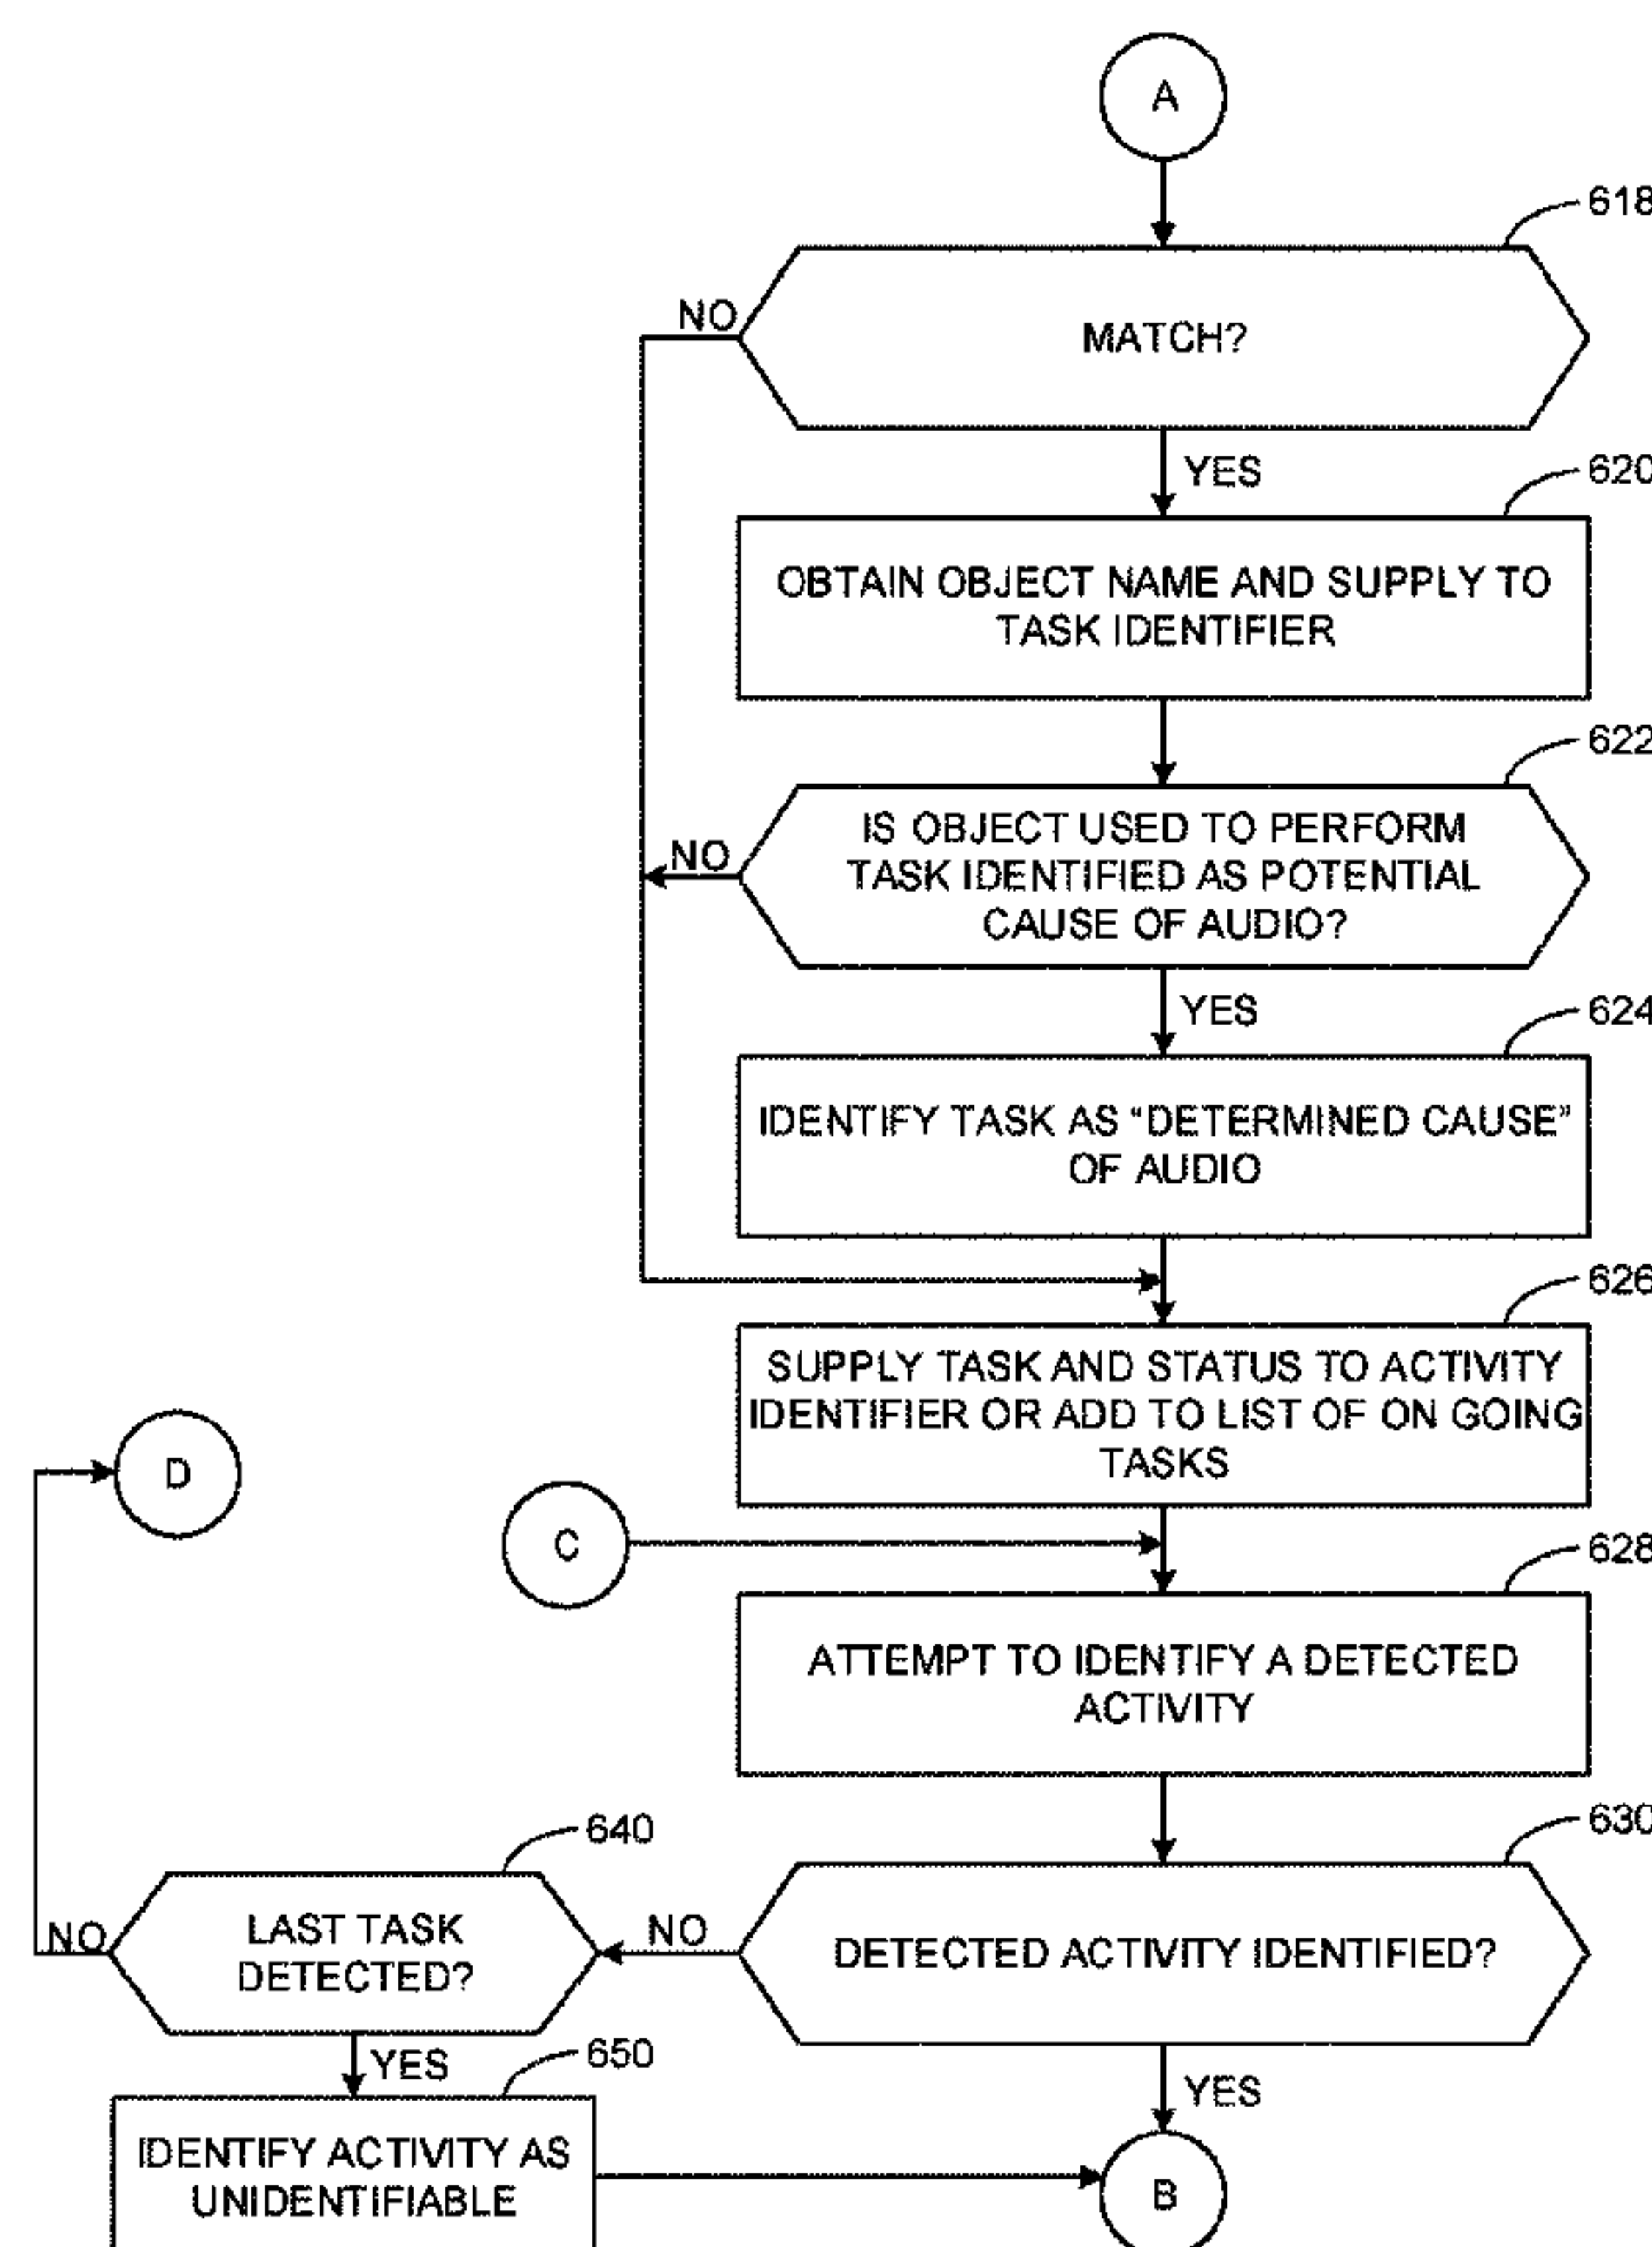 A
618
NO
MATCH?
YES
620
OBTAIN OBJECT NAME AND SUPPLY TO
TASK IDENTIFIER
622
IS OBJECT USED TO PERFORM
TASK IDENTIFIED AS POTENTIAL
CAUSE OF AUDIO?
NO
YES
624
IDENTIFY TASK AS "DETERMINED CAUSE"
OF AUDIO
626
SUPPLY TASK AND STATUS TO ACTIVITY
IDENTIFIER OR ADD TO LIST OF ON GOING
TASKS
D
C
628
ATTEMPT TO IDENTIFY A DETECTED
ACTIVITY
630
640
DETECTED ACTIVITY IDENTIFIED?
NO
LAST TASK
DETECTED?
NO
YES
650
YES
IDENTIFY ACTIVITY AS
UNIDENTIFIABLE
B